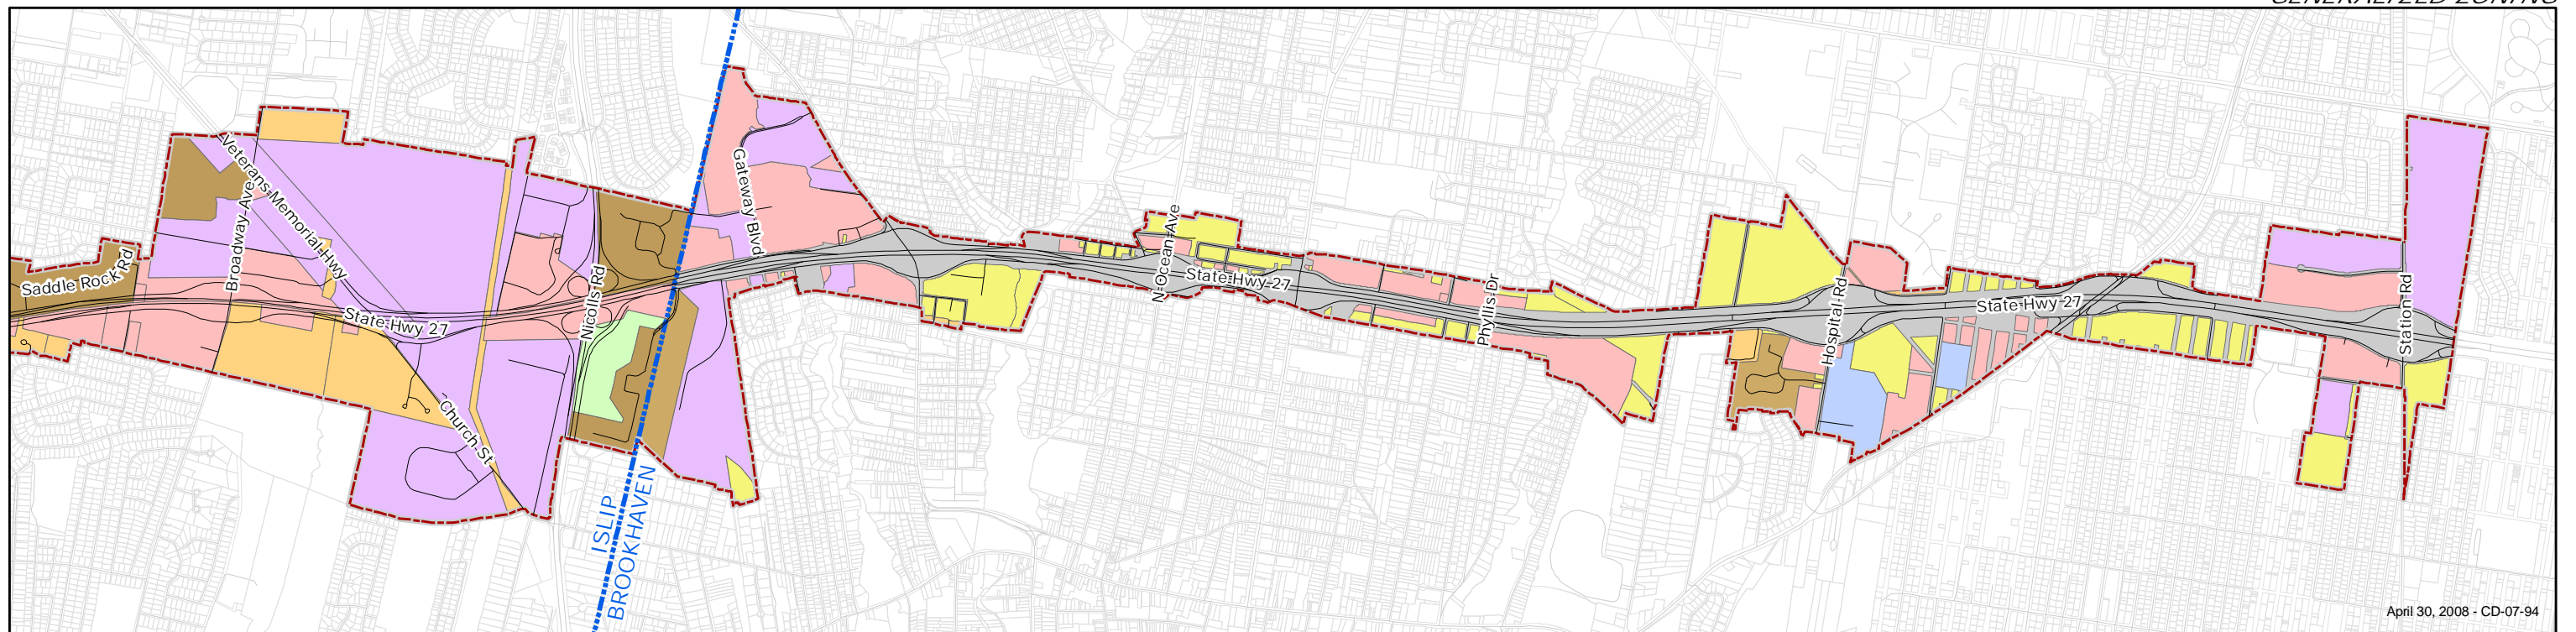 GENERALIZED ZONING
Veterans Memorial Hwy
Broadway Ave
Saddle Rock Rd
State Hwy 27
Church St
Nicolls Rd
Gateway Blvd
ISLIP
BROOKHAVEN
N Ocean Ave
State Hwy 27
Phyllis Dr
Hospital Rd
State Hwy 27
Station Rd
April 30, 2008 - CD-07-94